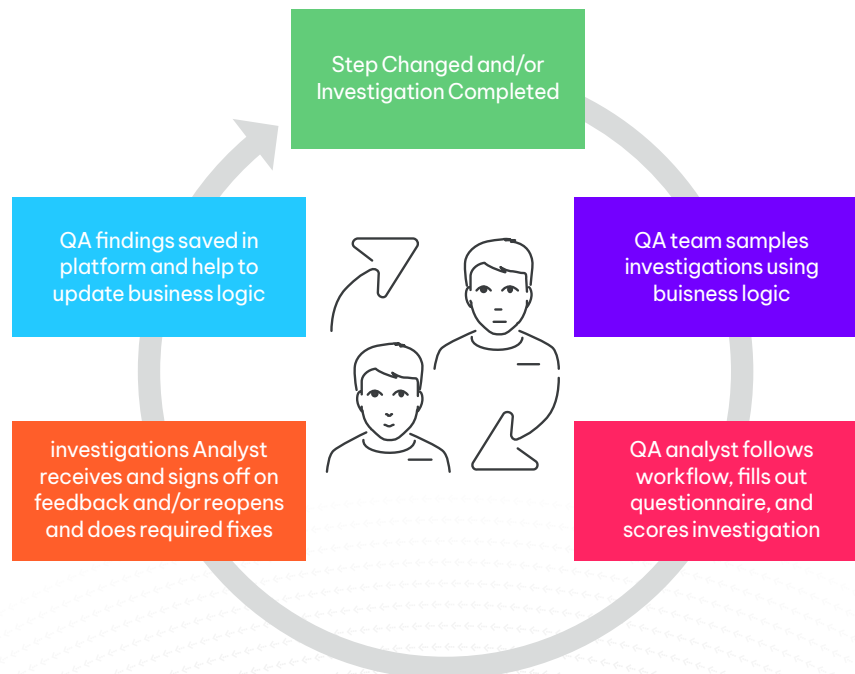 Step Changed and/or
Investigation Completed
QA team samples
investigations using
buisness logic
QA analyst follows
workflow, fills out
questionnaire, and
scores investigation
investigations Analyst
receives and signs off on
feedback and/or reopens
and does required fixes
QA findings saved in
platform and help to
update business logic